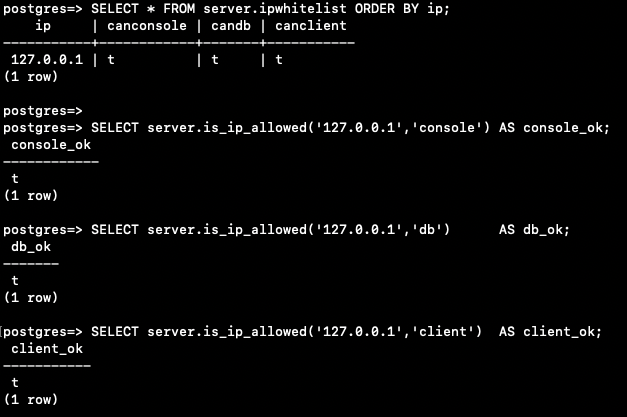 postgres=> SELECT * FROM server.ipwhitelist ORDER BY ip;
    ip     | canconsole | candb | canclient
-----------+------------+-------+-----------
 127.0.0.1 | t          | t     | t
(1 row)

postgres=>
postgres=> SELECT server.is_ip_allowed('127.0.0.1','console') AS console_ok;
 console_ok
------------
 t
(1 row)

postgres=> SELECT server.is_ip_allowed('127.0.0.1','db')      AS db_ok;
 db_ok
-------
 t
(1 row)

postgres=> SELECT server.is_ip_allowed('127.0.0.1','client')  AS client_ok;
 client_ok
-----------
 t
(1 row)